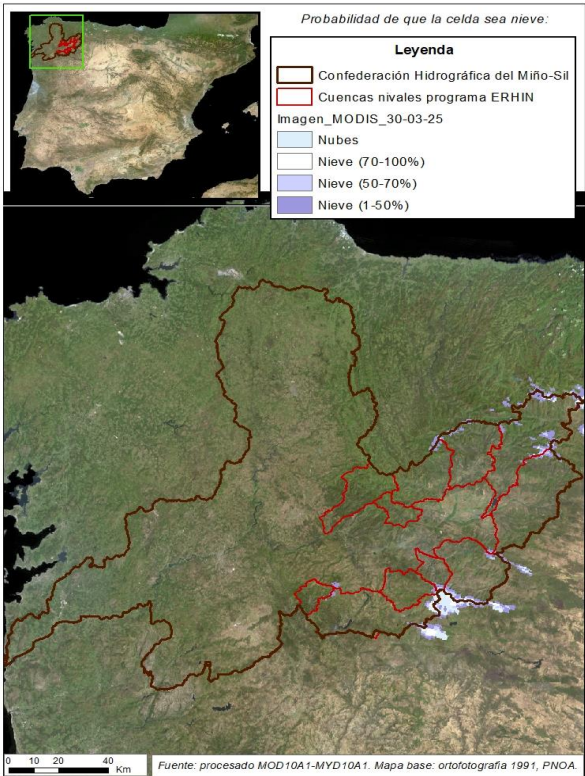 Probabilidad de que la celda sea nieve:
Leyenda
Confederación Hidrográfica del Miño-Sil
Cuencas nivales programa ERHIN
Imagen_MODIS_30-03-25
Nubes
Nieve (70-100%)
Nieve (50-70%)
Nieve (1-50%)
0 10 20 40
Km
Fuente: procesado MOD10A1-MYD10A1. Mapa base: ortofotografía 1991, PNOA.